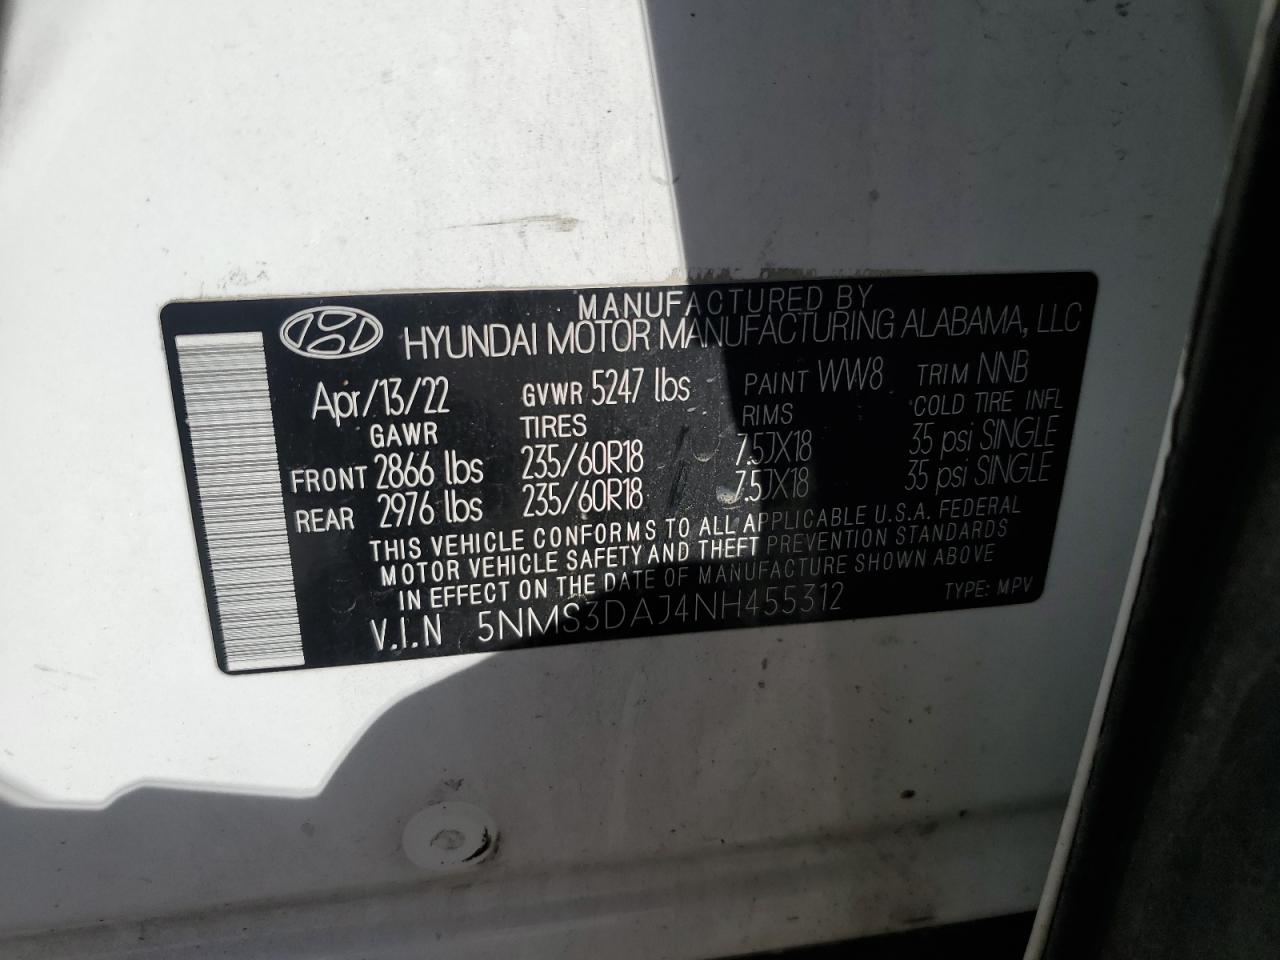 MANUFACTURED BY
HYUNDAI MOTOR MANUFACTURING ALABAMA, LLC
Apr/13/22 GVWR 5247 lbs PAINT WW8 TRIM NNB
GAWR TIRES RIMS COLD TIRE INFL
FRONT 2866 lbs 235/60R18 / 7.5JX18 35 psi SINGLE
REAR 2976 lbs 235/60R18 / 7.5JX18 35 psi SINGLE
THIS VEHICLE CONFORMS TO ALL APPLICABLE U.S.A. FEDERAL
MOTOR VEHICLE SAFETY AND THEFT PREVENTION STANDARDS
IN EFFECT ON THE DATE OF MANUFACTURE SHOWN ABOVE
V.I.N 5NMS3DAJ4NH455312 TYPE: MPV